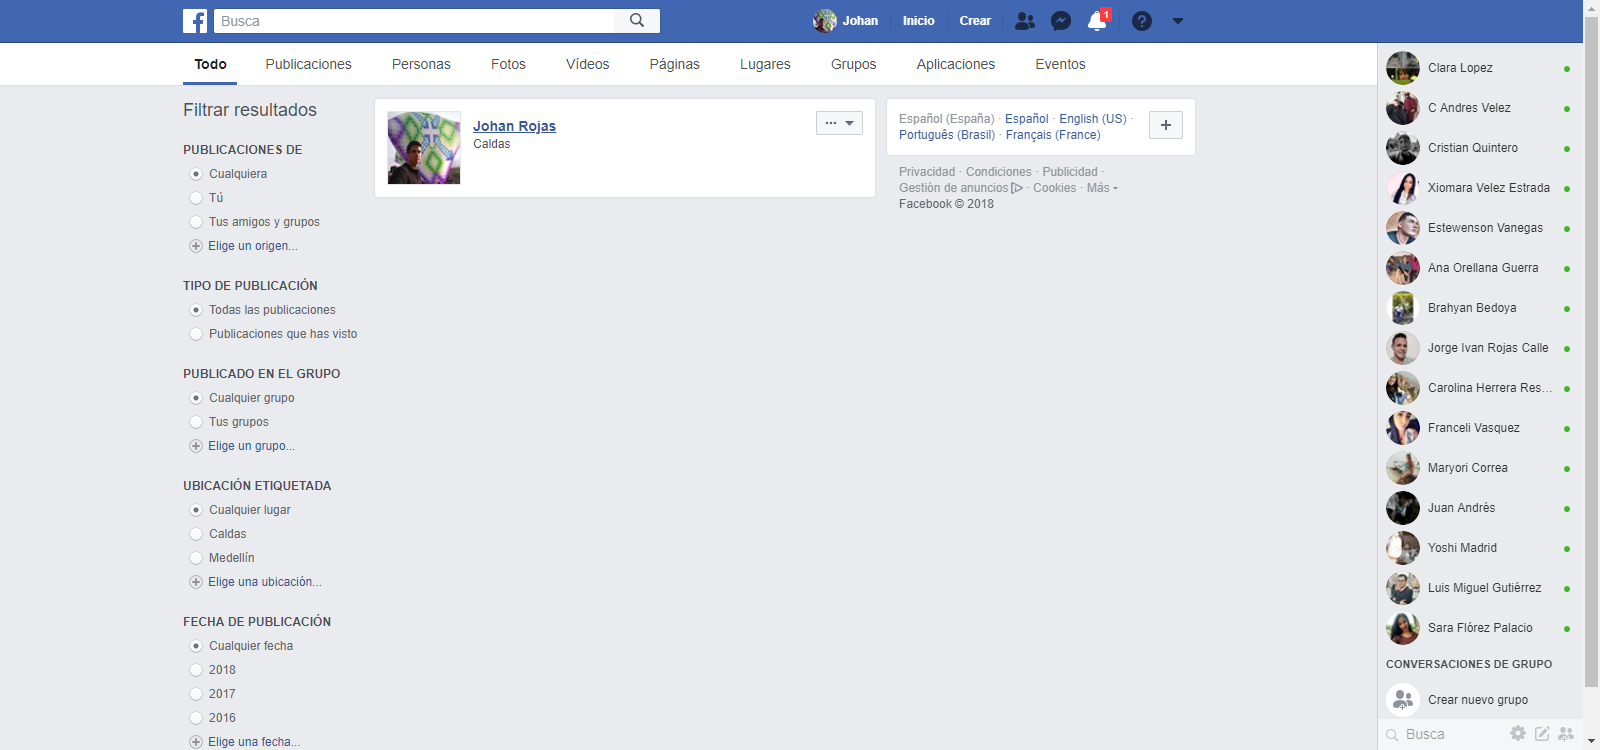 Busca
Johan
Inicio
Crear
1
Todo
Publicaciones
Personas
Fotos
Vídeos
Páginas
Lugares
Grupos
Aplicaciones
Eventos
Filtrar resultados
PUBLICACIONES DE
Cualquiera
Tú
Tus amigos y grupos
Elige un origen...
TIPO DE PUBLICACIÓN
Todas las publicaciones
Publicaciones que has visto
PUBLICADO EN EL GRUPO
Cualquier grupo
Tus grupos
Elige un grupo...
UBICACIÓN ETIQUETADA
Cualquier lugar
Caldas
Medellín
Elige una ubicación...
FECHA DE PUBLICACIÓN
Cualquier fecha
2018
2017
2016
Elige una fecha...
Johan Rojas
Caldas
Español (España) · Español · English (US) ·
Português (Brasil) · Français (France)
Privacidad · Condiciones · Publicidad ·
Gestión de anuncios · Cookies · Más
Facebook © 2018
Clara Lopez
C Andres Velez
Cristian Quintero
Xiomara Velez Estrada
Estewenson Vanegas
Ana Orellana Guerra
Brahyan Bedoya
Jorge Ivan Rojas Calle
Carolina Herrera Res...
Franceli Vasquez
Maryori Correa
Juan Andrés
Yoshi Madrid
Luis Miguel Gutiérrez
Sara Flórez Palacio
CONVERSACIONES DE GRUPO
Crear nuevo grupo
Busca